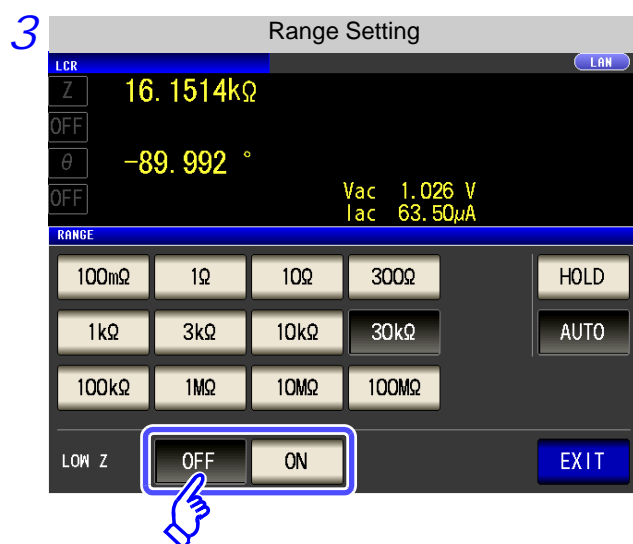 3
Range Setting
LCR LAN
Z 16.1514kΩ
OFF
θ -89.992 °
OFF
Vac 1.026 V
Iac 63.50μA
RANGE
100mΩ 1Ω 10Ω 300Ω HOLD
1kΩ 3kΩ 10kΩ 30kΩ AUTO
100kΩ 1MΩ 10MΩ 100MΩ
LOW Z OFF ON EXIT